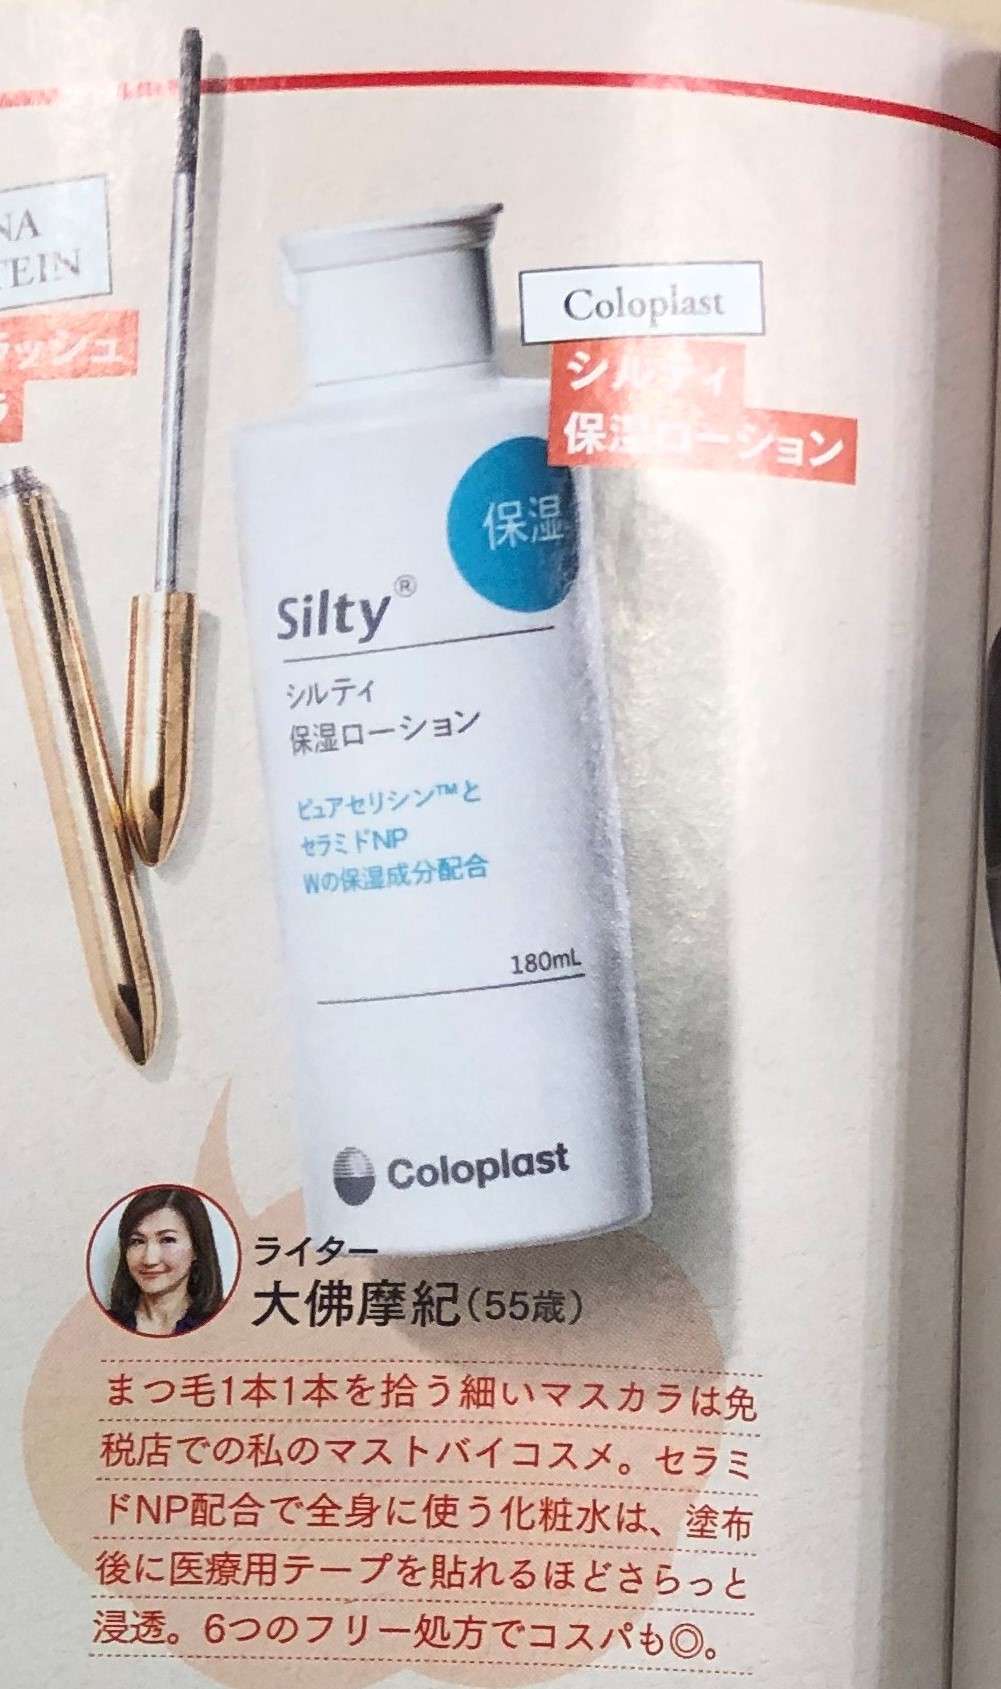 NA
TEIN
ラッシュ
ラ
Coloplast
シルティ
保湿ローション
保湿
Silty®
シルティ
保湿ローション
ピュアセリシン™と
セラミドNP
Wの保湿成分配合
180mL
Coloplast
ライター
大佛摩紀(55歳)
まつ毛1本1本を拾う細いマスカラは免
税店での私のマストバイコスメ。セラミ
ドNP配合で全身に使う化粧水は、塗布
後に医療用テープを貼れるほどさらっと
浸透。6つのフリー処方でコスパも◎。